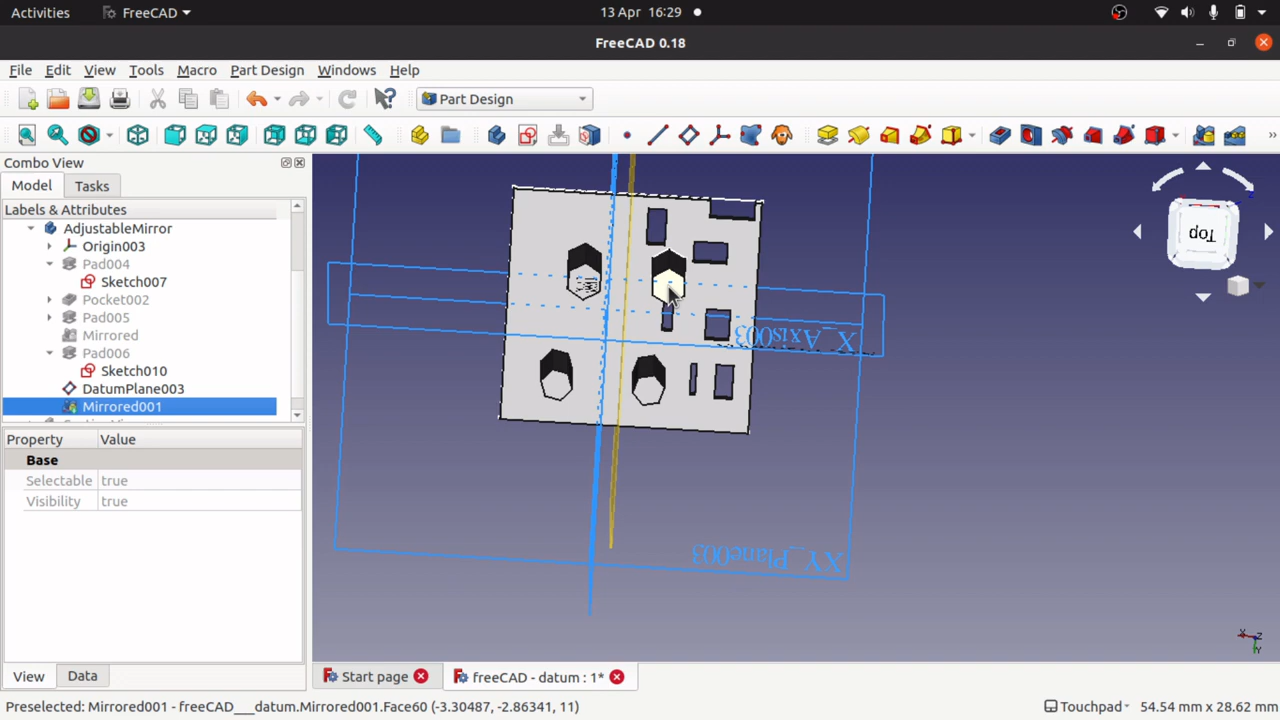 Activities FreeCAD 13 Apr 16:29
FreeCAD 0.18
File Edit View Tools Macro Part Design Windows Help
Part Design
Combo View
Model Tasks
Labels & Attributes
AdjustableMirror
Origin003
Pad004
Sketch007
Pocket002
Pad005
Mirrored
Pad006
Sketch010
DatumPlane003
Mirrored001
Property Value
Base
Selectable true
Visibility true
Top
X_Axis003
XY_Plane003
X Z
Y
View Data
Start page freeCAD - datum : 1*
Preselected: Mirrored001 - freeCAD___datum.Mirrored001.Face60 (-3.30487, -2.86341, 11) Touchpad 54.54 mm x 28.62 mm